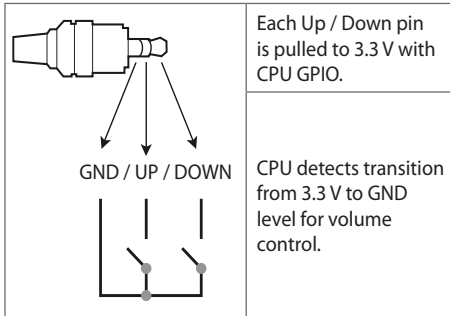 Each Up / Down pin
is pulled to 3.3 V with
CPU GPIO.
GND / UP / DOWN
CPU detects transition
from 3.3 V to GND
level for volume
control.